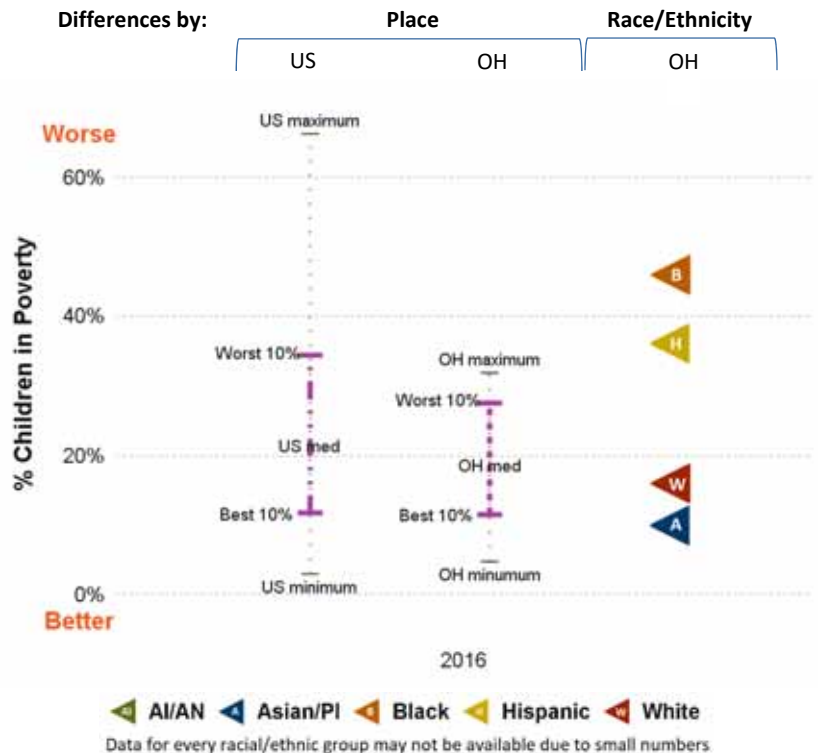 Differences by: Place Race/Ethnicity
US OH OH
US maximum
Worse
60%
B
40%
H
Worst 10%
OH maximum
Worst 10%
% Children in Poverty
US med
20%
OH med
W
Best 10%
Best 10%
A
OH minumum
US minimum
0%
Better
2016
AI AI/AN A Asian/PI B Black H Hispanic W White
Data for every racial/ethnic group may not be available due to small numbers